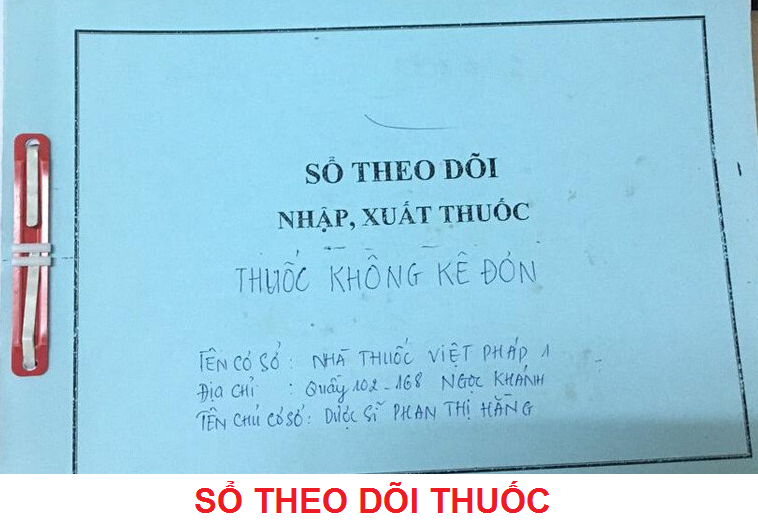 SỔ THEO DÕI
NHẬP, XUẤT THUỐC
THUỐC KHÔNG KÊ ĐƠN
TÊN CƠ SỞ: NHÀ THUỐC VIỆT PHÁP 1
ĐỊA CHỈ : QUẦY 102 - 168 NGỌC KHÁNH
TÊN CHỦ CƠ SỞ: DƯỢC SĨ PHAN THỊ HẰNG
SỔ THEO DÕI THUỐC